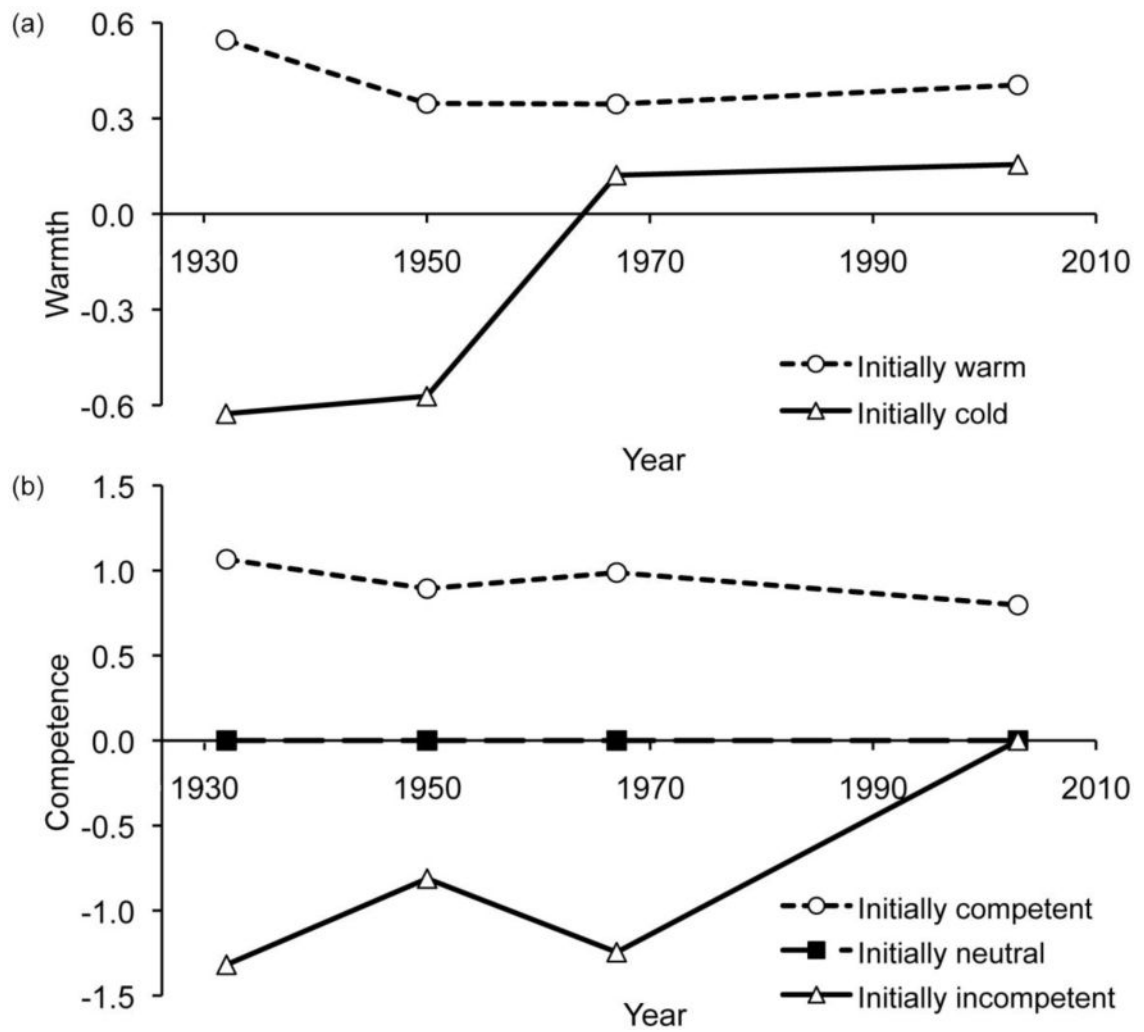 (a)
0.6
0.3
0.0
-0.3
-0.6
Warmth
1930 1950 1970 1990 2010
Initially warm
Initially cold
Year
(b)
1.5
1.0
0.5
0.0
-0.5
-1.0
-1.5
Competence
1930 1950 1970 1990 2010
Initially competent
Initially neutral
Initially incompetent
Year